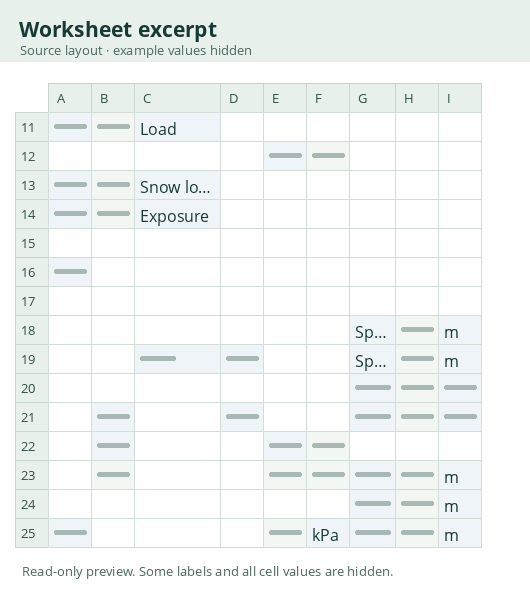 Worksheet excerpt
Source layout · example values hidden
A B C D E F G H I
11 Load
12
13 Snow lo...
14 Exposure
15
16
17
18 Sp... m
19 Sp... m
20
21
22
23 m
24 m
25 kPa m
Read-only preview. Some labels and all cell values are hidden.